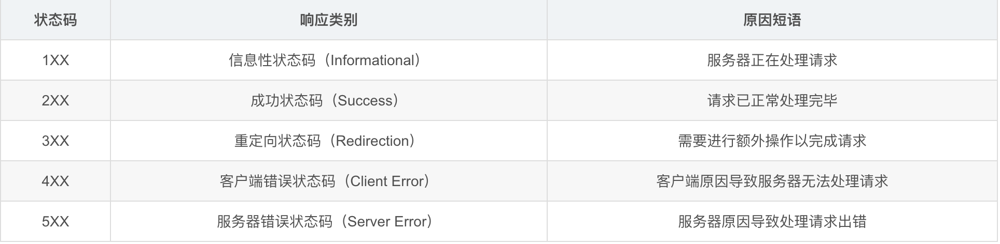 状态码 响应类别 原因短语
1XX 信息性状态码（Informational） 服务器正在处理请求
2XX 成功状态码（Success） 请求已正常处理完毕
3XX 重定向状态码（Redirection） 需要进行额外操作以完成请求
4XX 客户端错误状态码（Client Error） 客户端原因导致服务器无法处理请求
5XX 服务器错误状态码（Server Error） 服务器原因导致处理请求出错